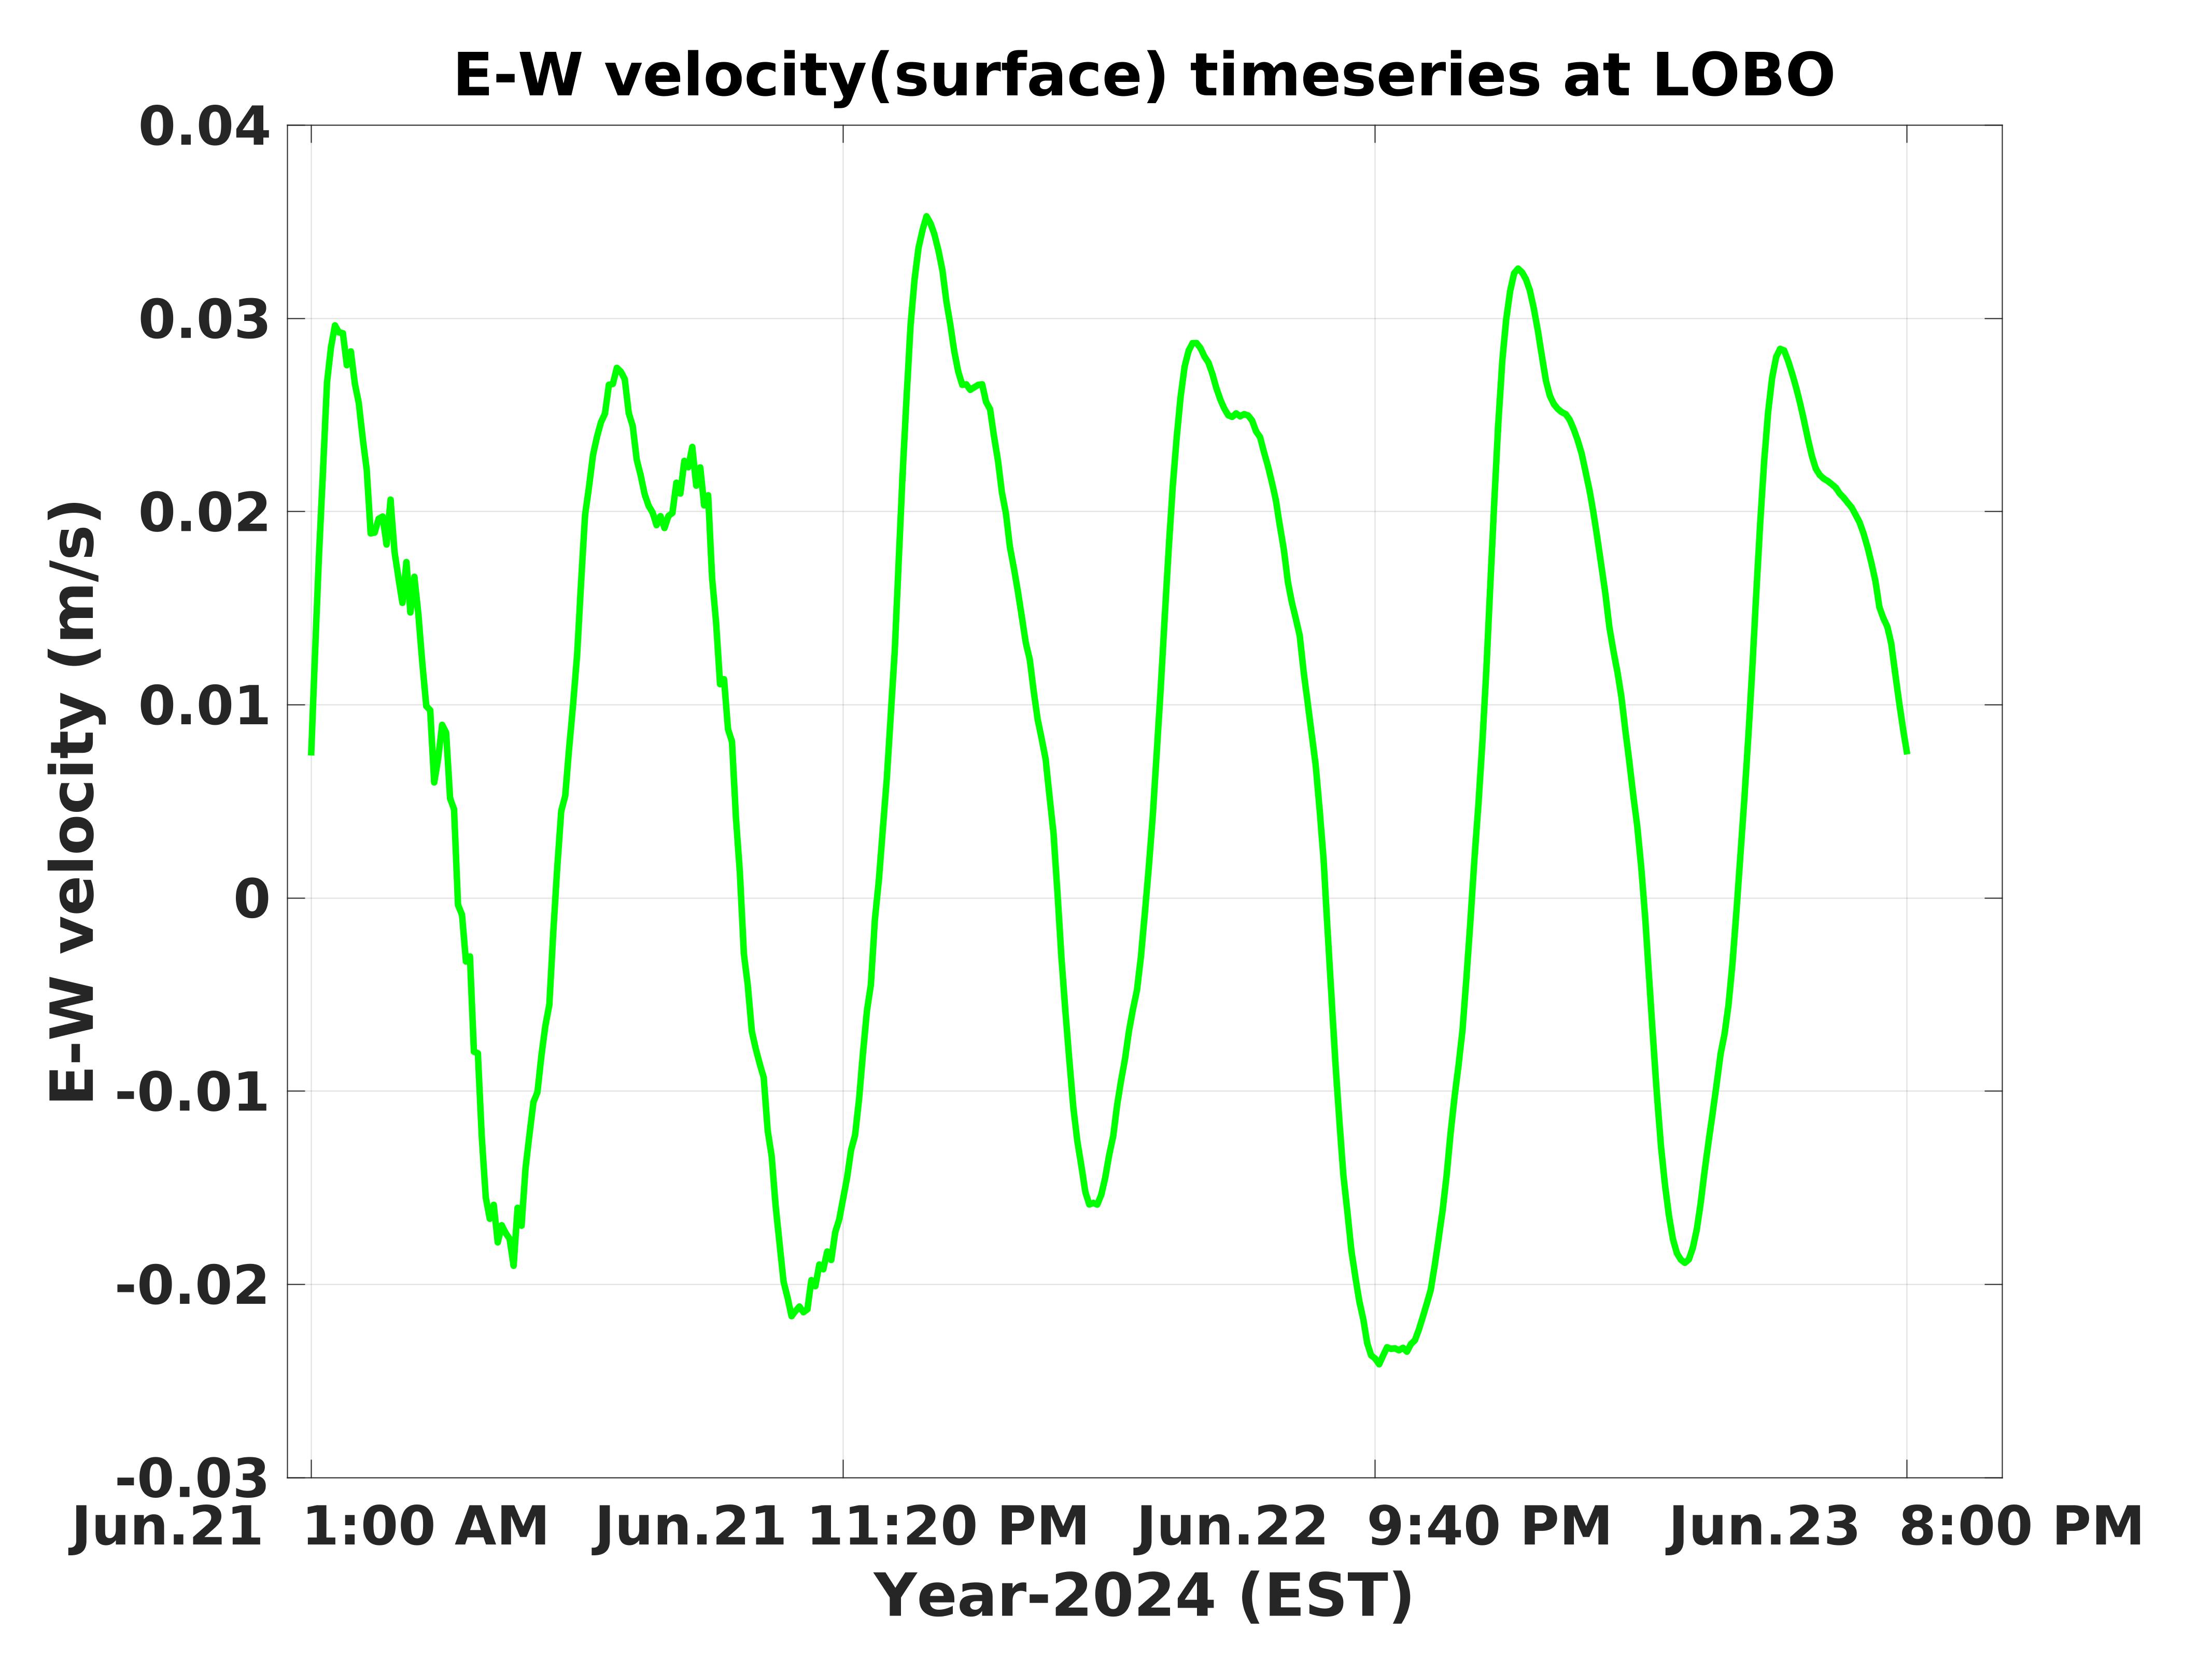 E-W velocity(surface) timeseries at LOBO
0.04
0.03
0.02
0.01
0
-0.01
-0.02
-0.03
E-W velocity (m/s)
Jun.21 1:00 AM Jun.21 11:20 PM Jun.22 9:40 PM Jun.23 8:00 PM
Year-2024 (EST)